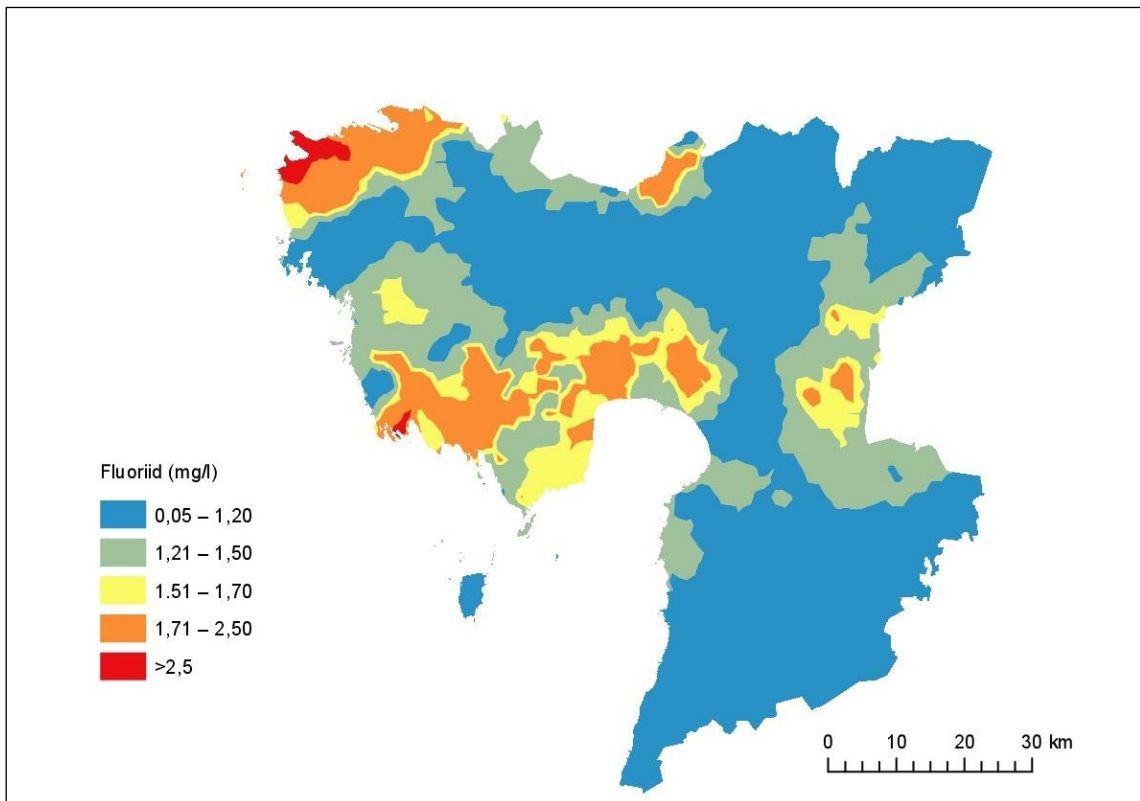 Fluoriid (mg/l)
0,05 – 1,20
1,21 – 1,50
1.51 – 1,70
1,71 – 2,50
>2,5
0 10 20 30 km